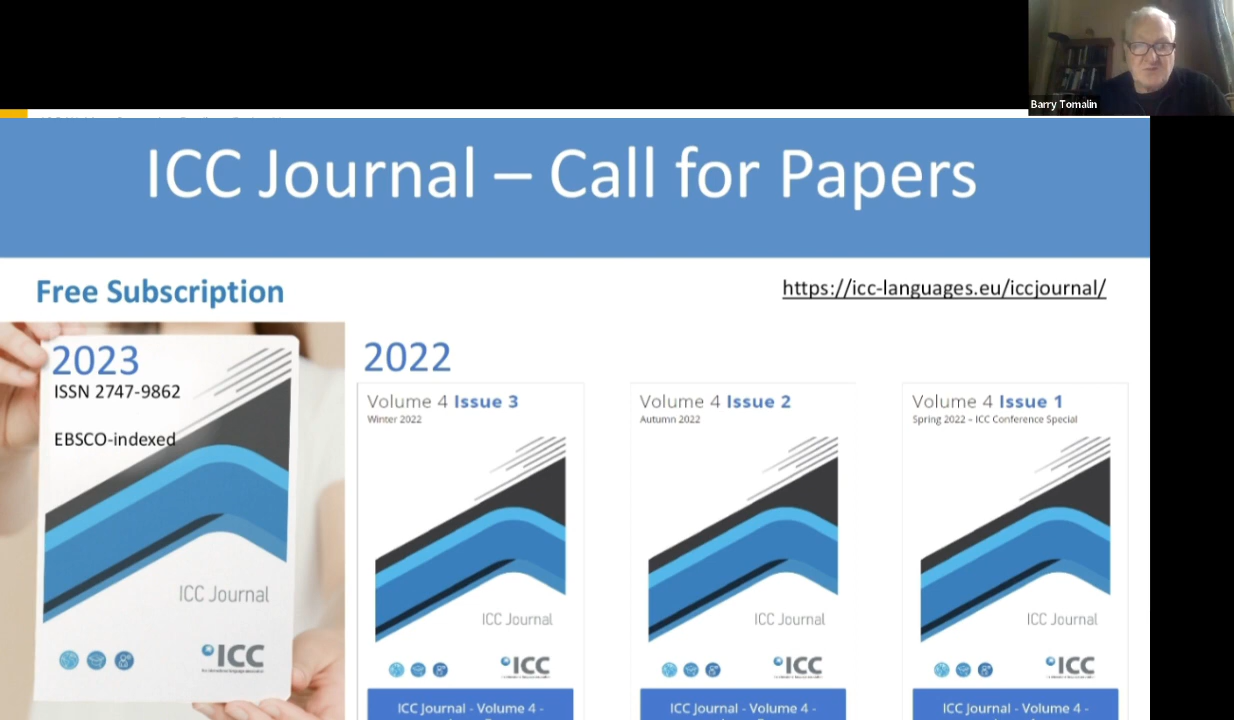 Barry Tomalin
ICC Journal – Call for Papers
Free Subscription
https://icc-languages.eu/iccjournal/
2023
ISSN 2747-9862
EBSCO-indexed
ICC Journal
ICC
2022
Volume 4 Issue 3
Winter 2022
ICC Journal
ICC
ICC Journal - Volume 4 -
Volume 4 Issue 2
Autumn 2022
ICC Journal
ICC
ICC Journal - Volume 4 -
Volume 4 Issue 1
Spring 2022 – ICC Conference Special
ICC Journal
ICC
ICC Journal - Volume 4 -